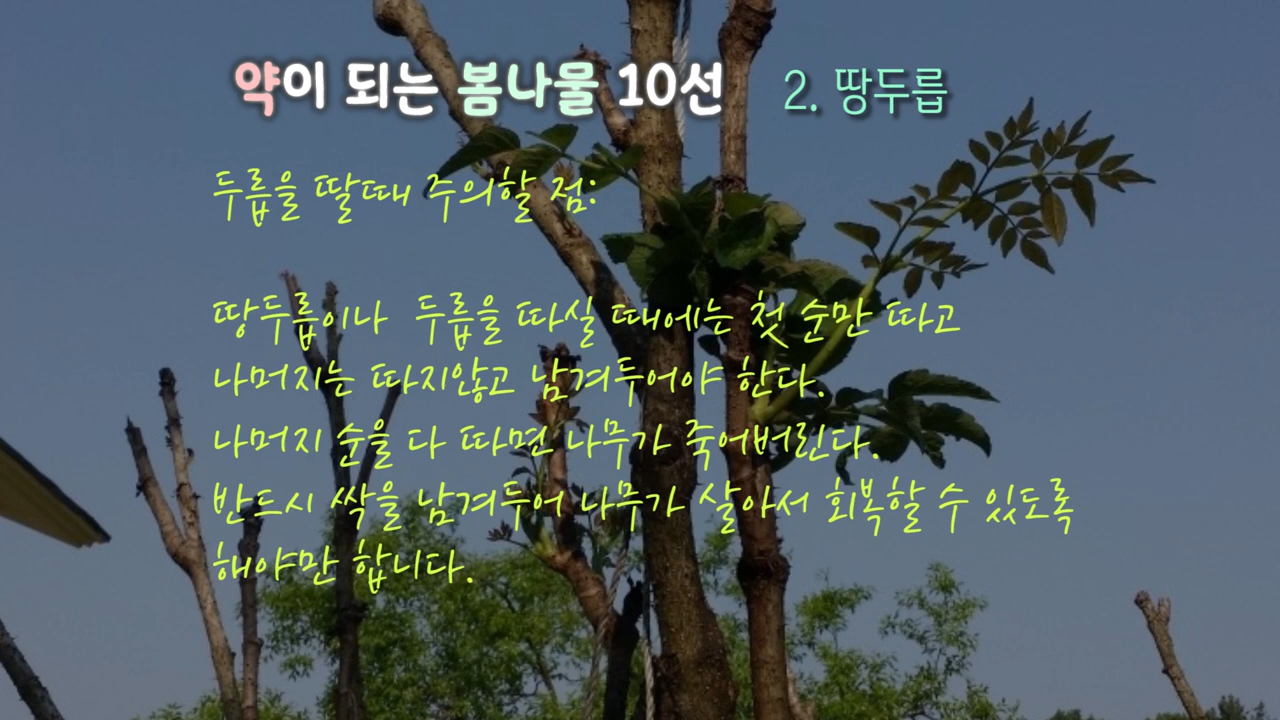 약이 되는 봄나물 10선 2. 땅두릅
두릅을 딸때 주의할 점:
땅두릅이나 두릅을 따실 때에는 첫 순만 따고
나머지는 따지않고 남겨두어야 한다.
나머지 순을 다 따면 나무가 죽어버린다.
반드시 싹을 남겨두어 나무가 살아서 회복할 수 있도록
해야만 합니다.